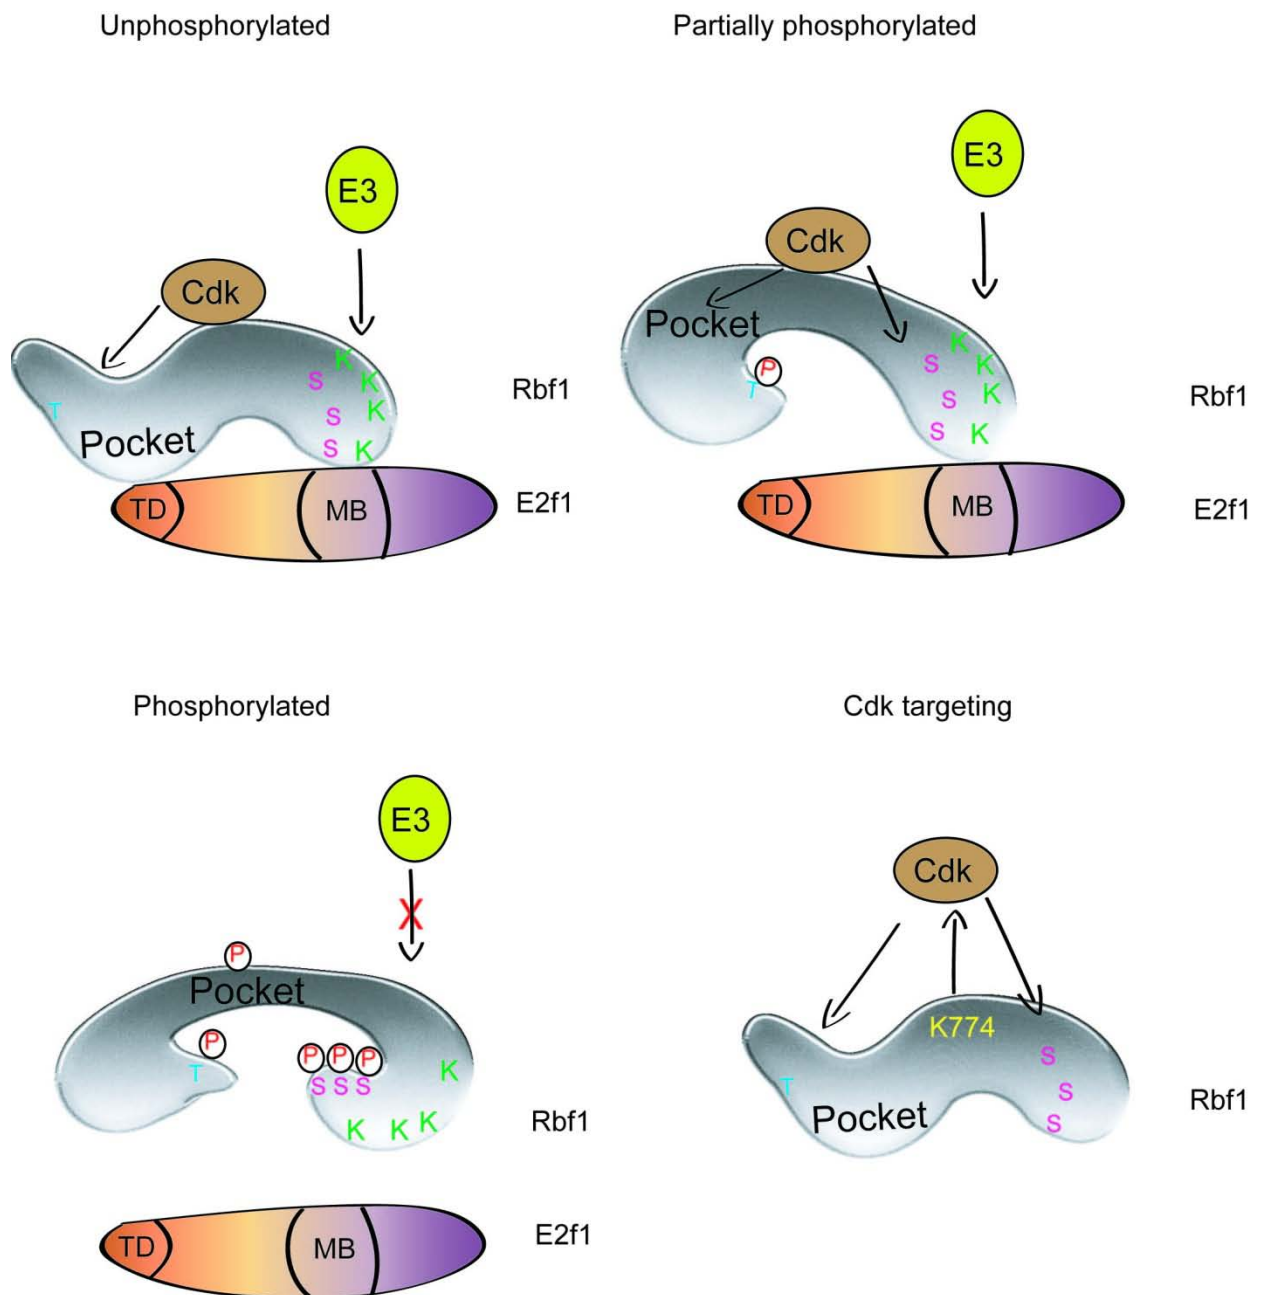 Unphosphorylated
E3
Cdk
K
S
K
T
S
K
Pocket
S
K
Rbf1
TD
MB
E2f1
Partially phosphorylated
E3
Cdk
Pocket
K
S
K
P
T
S
K
S
K
Rbf1
TD
MB
E2f1
Phosphorylated
E3
X
P
Pocket
P
P P P
T
S S S
K
K K K
Rbf1
TD
MB
E2f1
Cdk targeting
Cdk
K774
S
T
S
Pocket
S
Rbf1